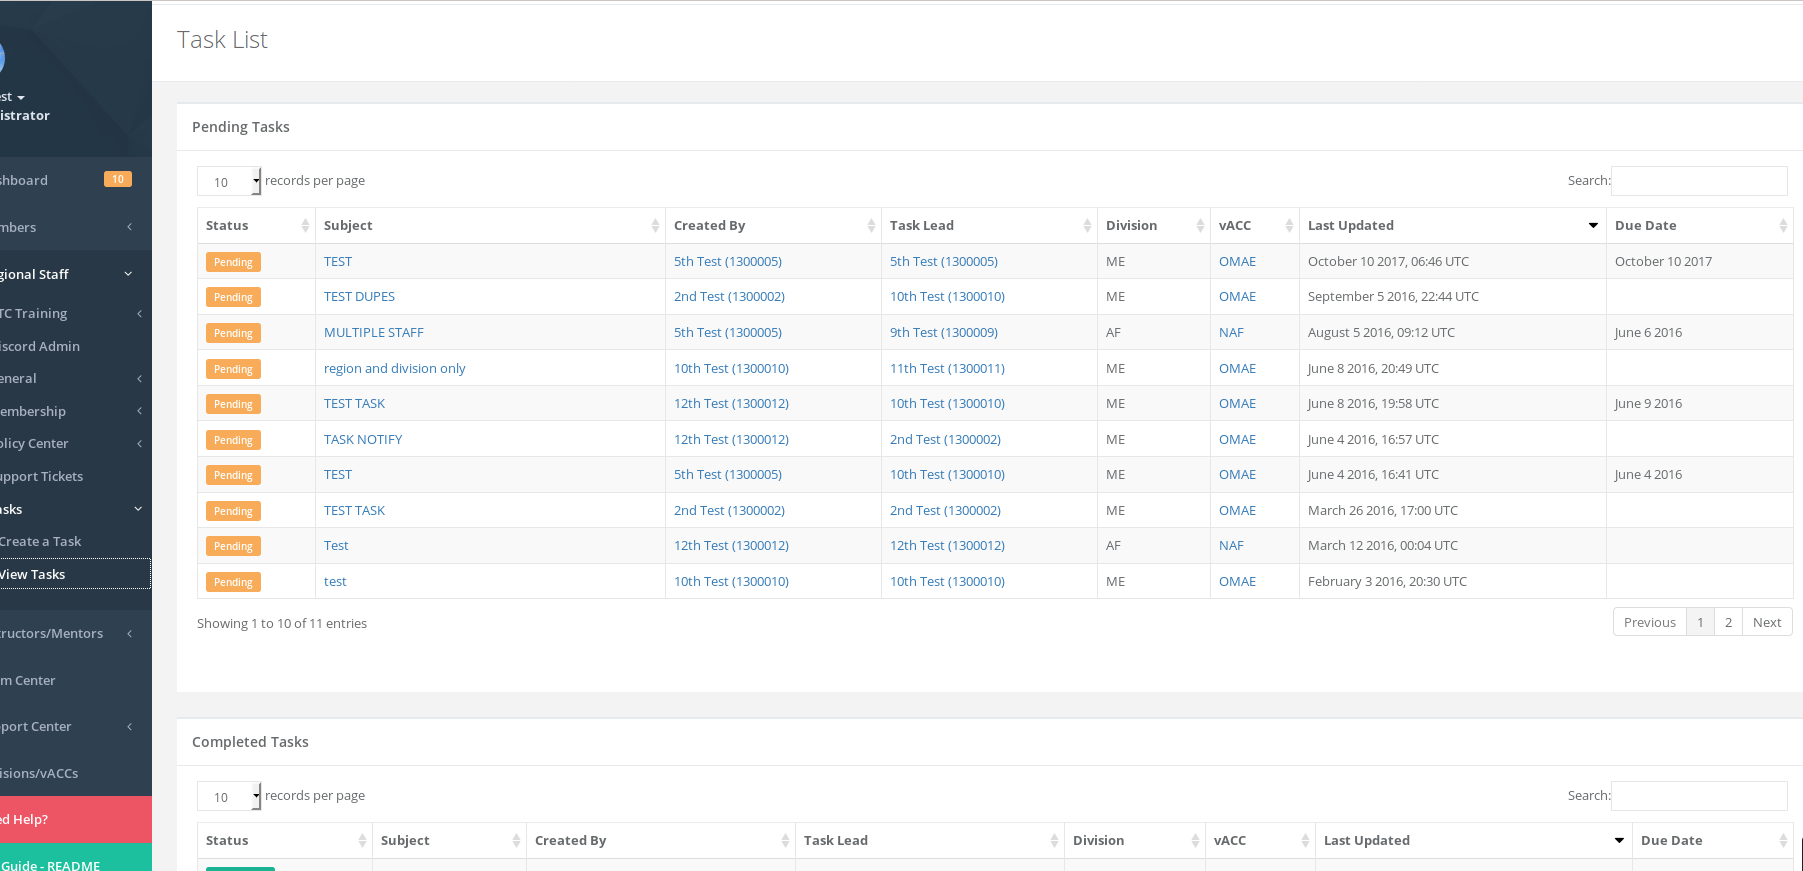 Task List
est
istrator
shboard 10
mbers
gional Staff
TC Training
iscord Admin
eneral
embership
olicy Center
upport Tickets
asks
Create a Task
View Tasks
tructors/Mentors
m Center
port Center
isions/vACCs
ed Help?
Guide - README
Pending Tasks
10 records per page Search:
Status Subject Created By Task Lead Division vACC Last Updated Due Date
Pending TEST 5th Test (1300005) 5th Test (1300005) ME OMAE October 10 2017, 06:46 UTC October 10 2017
Pending TEST DUPES 2nd Test (1300002) 10th Test (1300010) ME OMAE September 5 2016, 22:44 UTC
Pending MULTIPLE STAFF 5th Test (1300005) 9th Test (1300009) AF NAF August 5 2016, 09:12 UTC June 6 2016
Pending region and division only 10th Test (1300010) 11th Test (1300011) ME OMAE June 8 2016, 20:49 UTC
Pending TEST TASK 12th Test (1300012) 10th Test (1300010) ME OMAE June 8 2016, 19:58 UTC June 9 2016
Pending TASK NOTIFY 12th Test (1300012) 2nd Test (1300002) ME OMAE June 4 2016, 16:57 UTC
Pending TEST 5th Test (1300005) 10th Test (1300010) ME OMAE June 4 2016, 16:41 UTC June 4 2016
Pending TEST TASK 2nd Test (1300002) 2nd Test (1300002) ME OMAE March 26 2016, 17:00 UTC
Pending Test 12th Test (1300012) 12th Test (1300012) AF NAF March 12 2016, 00:04 UTC
Pending test 10th Test (1300010) 10th Test (1300010) ME OMAE February 3 2016, 20:30 UTC
Showing 1 to 10 of 11 entries Previous 1 2 Next
Completed Tasks
10 records per page Search:
Status Subject Created By Task Lead Division vACC Last Updated Due Date